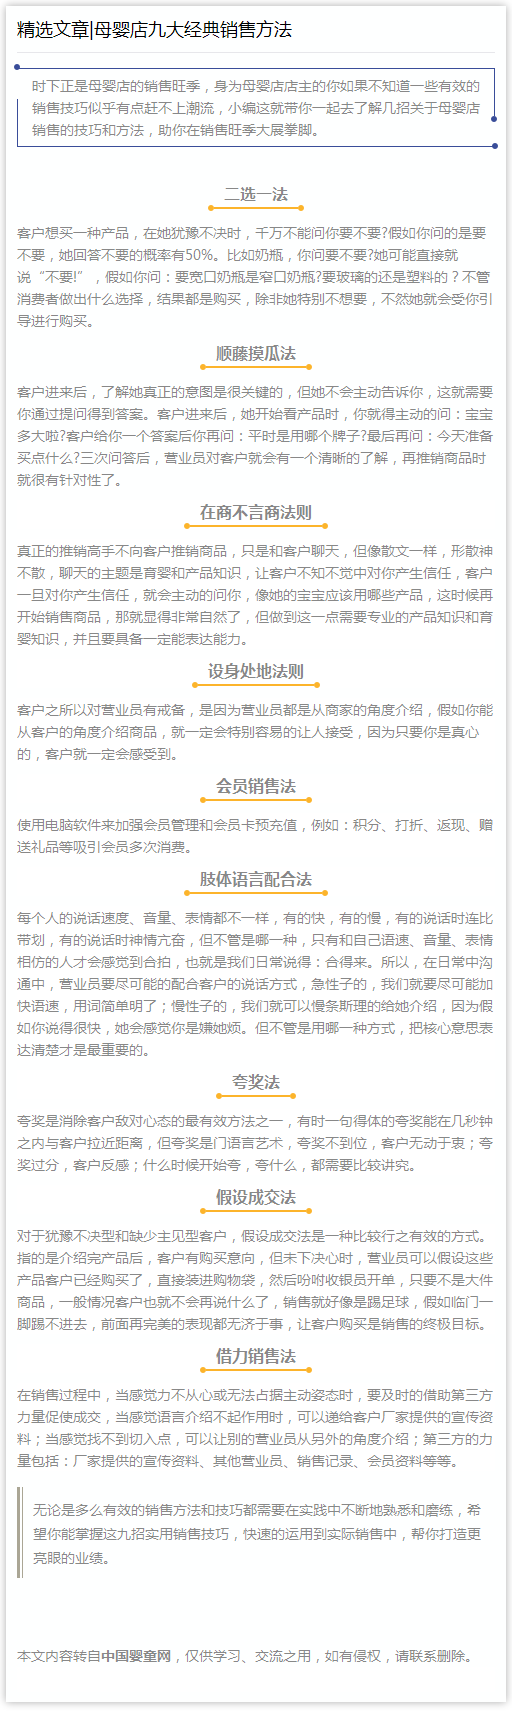 精选文章|母婴店九大经典销售方法
时下正是母婴店的销售旺季，身为母婴店店主的你如果不知道一些有效的
销售技巧似乎有点赶不上潮流，小编这就带你一起去了解几招关于母婴店
销售的技巧和方法，助你在销售旺季大展拳脚。
二选一法
客户想买一种产品，在她犹豫不决时，千万不能问你要不要?假如你问的是要
不要，她回答不要的概率有50%。比如奶瓶，你问要不要?她可能直接就
说“不要!”，假如你问：要宽口奶瓶是窄口奶瓶?要玻璃的还是塑料的？不管
消费者做出什么选择，结果都是购买，除非她特别不想要，不然她就会受你引
导进行购买。
顺藤摸瓜法
客户进来后，了解她真正的意图是很关键的，但她不会主动告诉你，这就需要
你通过提问得到答案。客户进来后，她开始看产品时，你就得主动的问：宝宝
多大啦?客户给你一个答案后你再问：平时是用哪个牌子?最后再问：今天准备
买点什么?三次问答后，营业员对客户就会有一个清晰的了解，再推销商品时
就很有针对性了。
在商不言商法则
真正的推销高手不向客户推销商品，只是和客户聊天，但像散文一样，形散神
不散，聊天的主题是育婴和产品知识，让客户不知不觉中对你产生信任，客户
一旦对你产生信任，就会主动的问你，像她的宝宝应该用哪些产品，这时候再
开始销售商品，那就显得非常自然了，但做到这一点需要专业的产品知识和育
婴知识，并且要具备一定能表达能力。
设身处地法则
客户之所以对营业员有戒备，是因为营业员都是从商家的角度介绍，假如你能
从客户的角度介绍商品，就一定会特别容易的让人接受，因为只要你是真心
的，客户就一定会感受到。
会员销售法
使用电脑软件来加强会员管理和会员卡预充值，例如：积分、打折、返现、赠
送礼品等吸引会员多次消费。
肢体语言配合法
每个人的说话速度、音量、表情都不一样，有的快，有的慢，有的说话时连比
带划，有的说话时神情亢奋，但不管是哪一种，只有和自己语速、音量、表情
相仿的人才会感觉到合拍，也就是我们日常说得：合得来。所以，在日常中沟
通中，营业员要尽可能的配合客户的说话方式，急性子的，我们就要尽可能加
快语速，用词简单明了；慢性子的，我们就可以慢条斯理的给她介绍，因为假
如你说得很快，她会感觉你是嫌她烦。但不管是用哪一种方式，把核心意思表
达清楚才是最重要的。
夸奖法
夸奖是消除客户敌对心态的最有效方法之一，有时一句得体的夸奖能在几秒钟
之内与客户拉近距离，但夸奖是门语言艺术，夸奖不到位，客户无动于衷；夸
奖过分，客户反感；什么时候开始夸，夸什么，都需要比较讲究。
假设成交法
对于犹豫不决型和缺少主见型客户，假设成交法是一种比较行之有效的方式。
指的是介绍完产品后，客户有购买意向，但未下决心时，营业员可以假设这些
产品客户已经购买了，直接装进购物袋，然后吩咐收银员开单，只要不是大件
商品，一般情况客户也就不会再说什么了，销售就好像是踢足球，假如临门一
脚踢不进去，前面再完美的表现都无济于事，让客户购买是销售的终极目标。
借力销售法
在销售过程中，当感觉力不从心或无法占据主动姿态时，要及时的借助第三方
力量促使成交，当感觉语言介绍不起作用时，可以递给客户厂家提供的宣传资
料；当感觉找不到切入点，可以让别的营业员从另外的角度介绍；第三方的力
量包括：厂家提供的宣传资料、其他营业员、销售记录、会员资料等等。
无论是多么有效的销售方法和技巧都需要在实践中不断地熟悉和磨练，希
望你能掌握这九招实用销售技巧，快速的运用到实际销售中，帮你打造更
亮眼的业绩。
本文内容转自中国婴童网，仅供学习、交流之用，如有侵权，请联系删除。